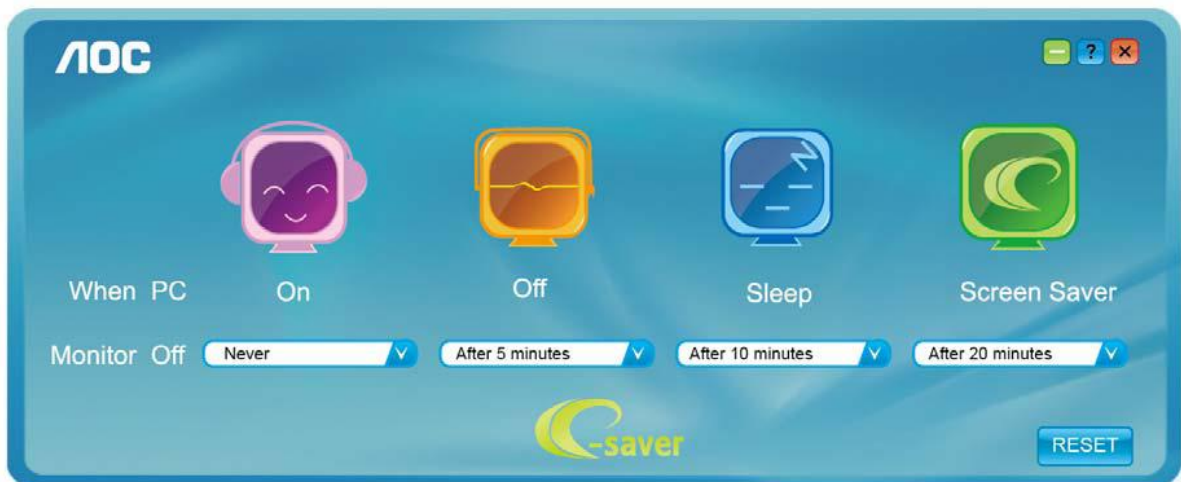 AOC
?
When PC On Off Sleep Screen Saver
Monitor Off Never After 5 minutes After 10 minutes After 20 minutes
e-saver
RESET